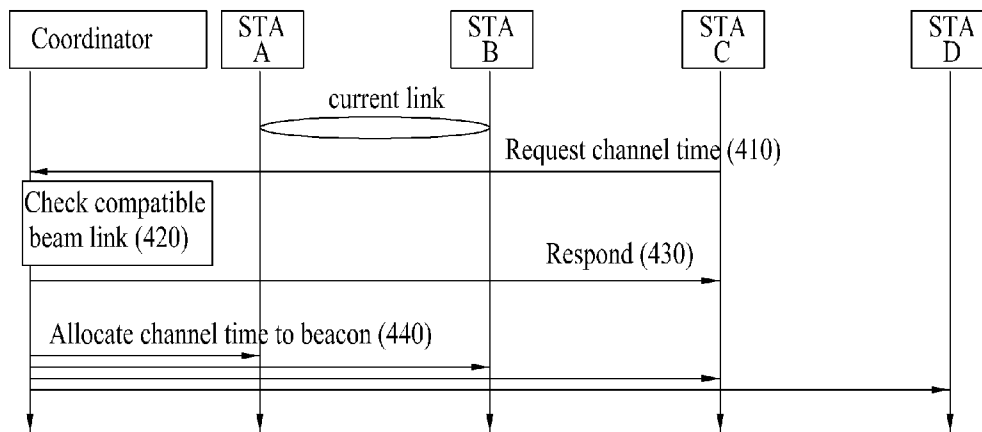 Coordinator
STA
A
STA
B
STA
C
STA
D
current link
Request channel time (410)
Check compatible
beam link (420)
Respond (430)
Allocate channel time to beacon (440)